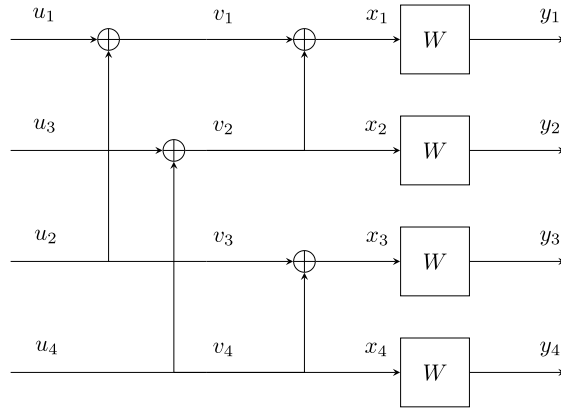 u₁ v₁ x₁ W y₁
u₃ v₂ x₂ W y₂
u₂ v₃ x₃ W y₃
u₄ v₄ x₄ W y₄